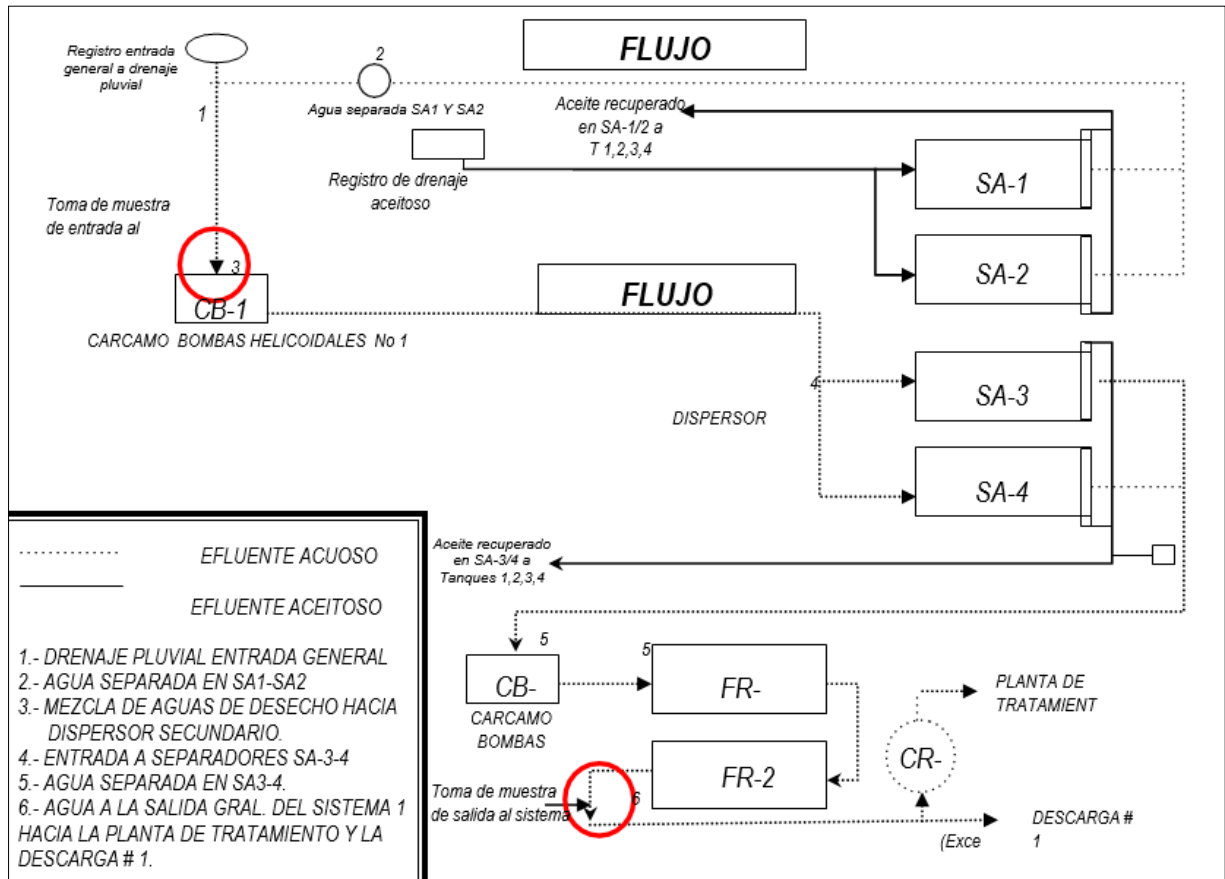 FLUJO
Registro entrada
general a drenaje
pluvial
2
1
Agua separada SA1 Y SA2
Aceite recuperado
en SA-1/2 a
T 1,2,3,4
Registro de drenaje
aceitoso
SA-1
SA-2
Toma de muestra
de entrada al
3
CB-1
CARCAMO BOMBAS HELICOIDALES No 1
FLUJO
4
DISPERSOR
SA-3
SA-4
EFLUENTE ACUOSO
EFLUENTE ACEITOSO
1.- DRENAJE PLUVIAL ENTRADA GENERAL
2.- AGUA SEPARADA EN SA1-SA2
3.- MEZCLA DE AGUAS DE DESECHO HACIA
DISPERSOR SECUNDARIO.
4.- ENTRADA A SEPARADORES SA-3-4
5.- AGUA SEPARADA EN SA3-4.
6.- AGUA A LA SALIDA GRAL. DEL SISTEMA 1
HACIA LA PLANTA DE TRATAMIENTO Y LA
DESCARGA # 1.
Aceite recuperado
en SA-3/4 a
Tanques 1,2,3,4
5
CB-
CARCAMO
BOMBAS
5
FR-
FR-2
Toma de muestra
de salida al sistema
6
CR-
PLANTA DE
TRATAMIENT
(Exce
DESCARGA #
1